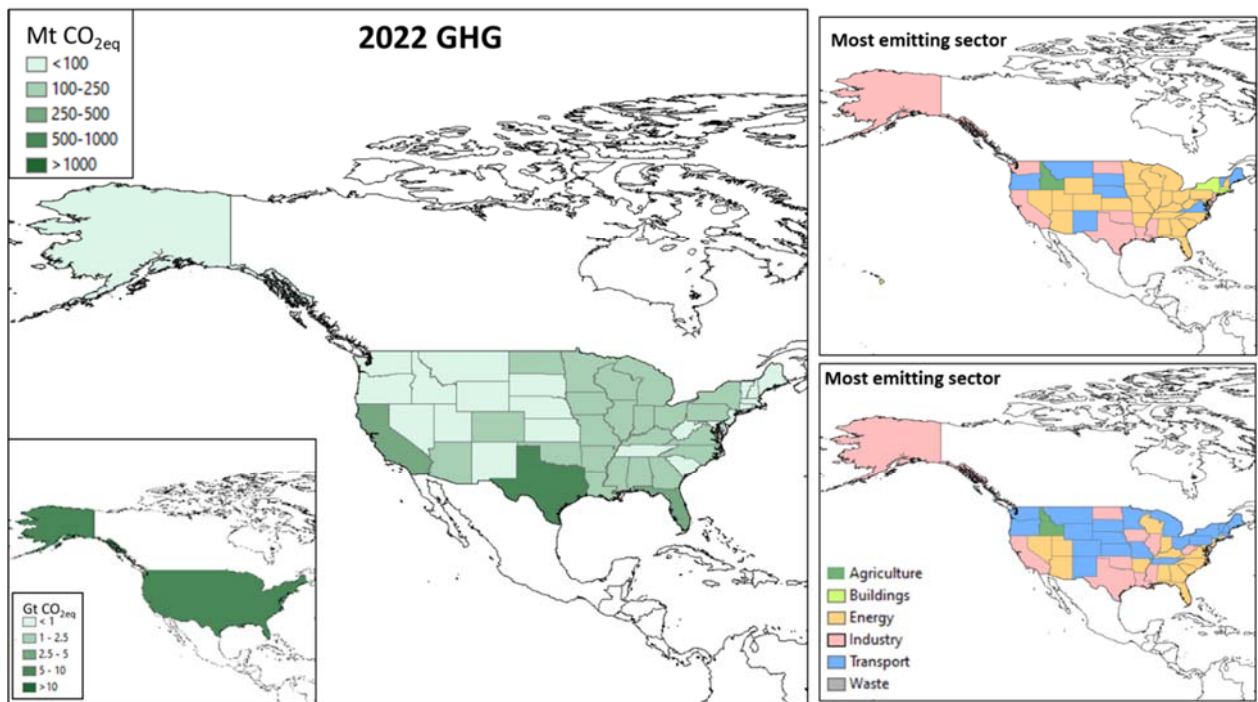 Mt CO2eq
<100
100-250
250-500
500-1000
>1000
2022 GHG
Gt CO2eq
< 1
1 - 2.5
2.5 - 5
5 - 10
>10
Most emitting sector
Most emitting sector
Agriculture
Buildings
Energy
Industry
Transport
Waste